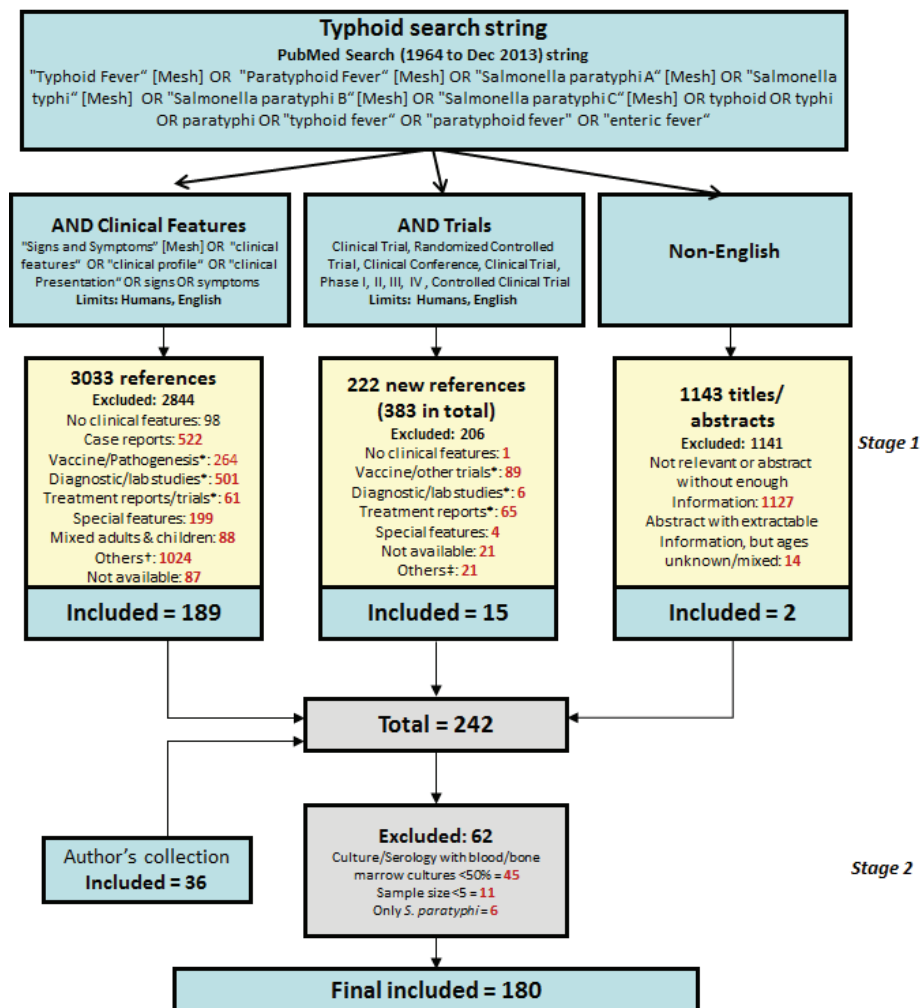 Typhoid search string
PubMed Search (1964 to Dec 2013) string
"Typhoid Fever“ [Mesh] OR "Paratyphoid Fever“ [Mesh] OR "Salmonella paratyphi A“ [Mesh] OR "Salmonella
typhi“ [Mesh] OR "Salmonella paratyphi B“ [Mesh] OR "Salmonella paratyphi C“ [Mesh] OR typhoid OR typhi
OR paratyphi OR "typhoid fever“ OR "paratyphoid fever" OR "enteric fever“
AND Clinical Features
"Signs and Symptoms" [Mesh] OR "clinical
features“ OR "clinical profile“ OR "clinical
Presentation“ OR signs OR symptoms
Limits: Humans, English
AND Trials
Clinical Trial, Randomized Controlled
Trial, Clinical Conference, Clinical Trial,
Phase I, II, III, IV , Controlled Clinical Trial
Limits: Humans, English
Non-English
3033 references
Excluded: 2844
No clinical features: 98
Case reports: 522
Vaccine/Pathogenesis*: 264
Diagnostic/lab studies*: 501
Treatment reports/trials*: 61
Special features: 199
Mixed adults & children: 88
Others†: 1024
Not available: 87
Included = 189
222 new references
(383 in total)
Excluded: 206
No clinical features: 1
Vaccine/other trials*: 89
Diagnostic/lab studies*: 6
Treatment reports*: 65
Special features: 4
Not available: 21
Others‡: 21
Included = 15
1143 titles/
abstracts
Excluded: 1141
Not relevant or abstract
without enough
Information: 1127
Abstract with extractable
Information, but ages
unknown/mixed: 14
Included = 2
Stage 1
Total = 242
Author's collection
Included = 36
Excluded: 62
Culture/Serology with blood/bone
marrow cultures <50% = 45
Sample size <5 = 11
Only S. paratyphi = 6
Stage 2
Final included = 180